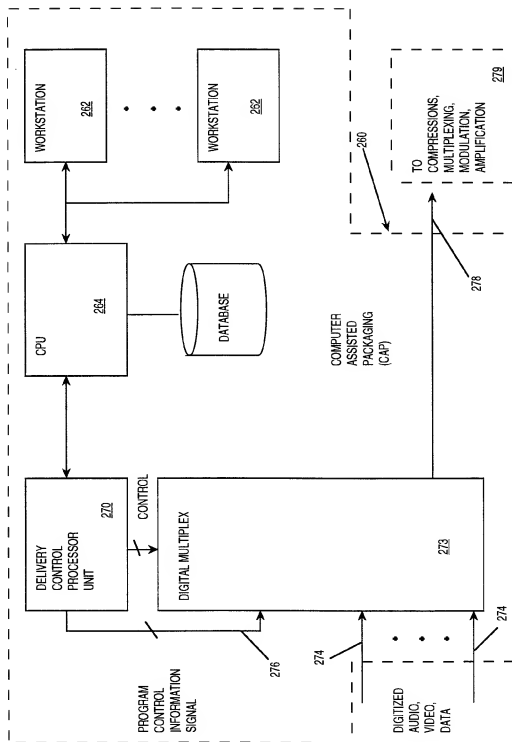 WORKSTATION
262
WORKSTATION
262
CPU
264
DATABASE
DELIVERY
CONTROL
PROCESSOR
UNIT
270
CONTROL
DIGITAL MULTIPLEX
273
276
PROGRAM
CONTROL
INFORMATION
SIGNAL
274
274
DIGITIZED
AUDIO,
VIDEO,
DATA
COMPUTER
ASSISTED
PACKAGING
(CAP)
260
278
TO
COMPRESSIONS,
MULTIPLEXING,
MODULATION,
AMPLIFICATION
279